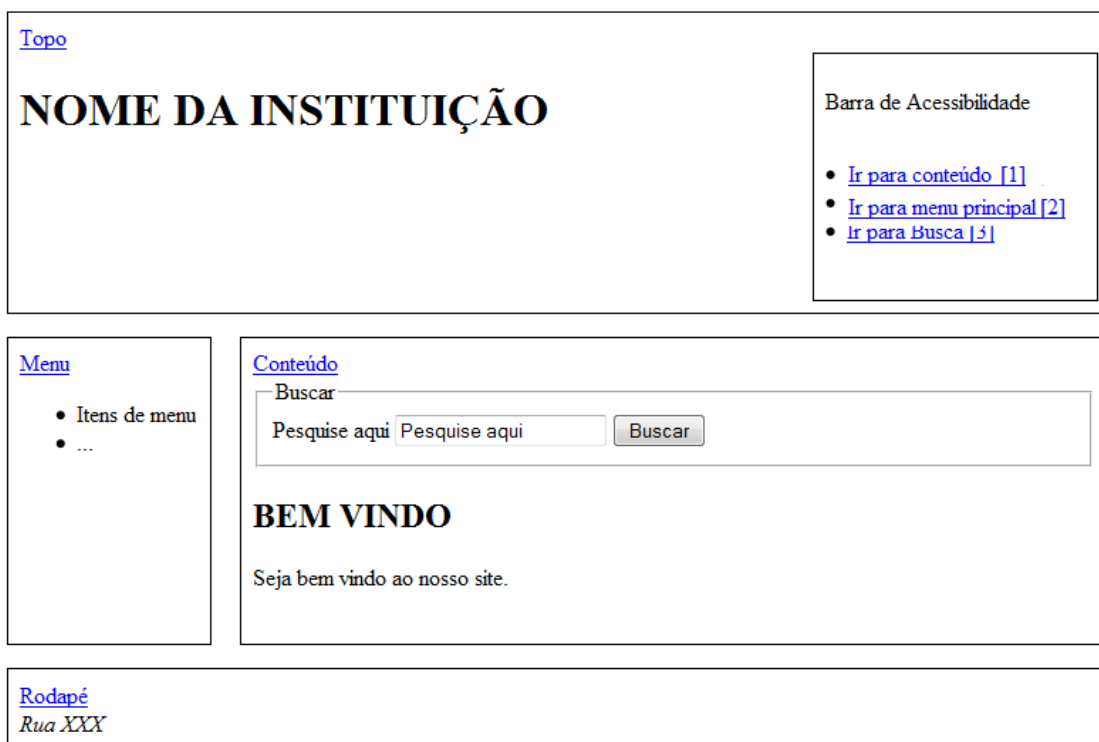 Topo
NOME DA INSTITUIÇÃO
Barra de Acessibilidade
• Ir para conteúdo [1]
• Ir para menu principal [2]
• Ir para Busca [3]
Menu
• Itens de menu
• ...
Conteúdo
Buscar
Pesquise aqui Pesquise aqui Buscar
BEM VINDO
Seja bem vindo ao nosso site.
Rodapé
Rua XXX